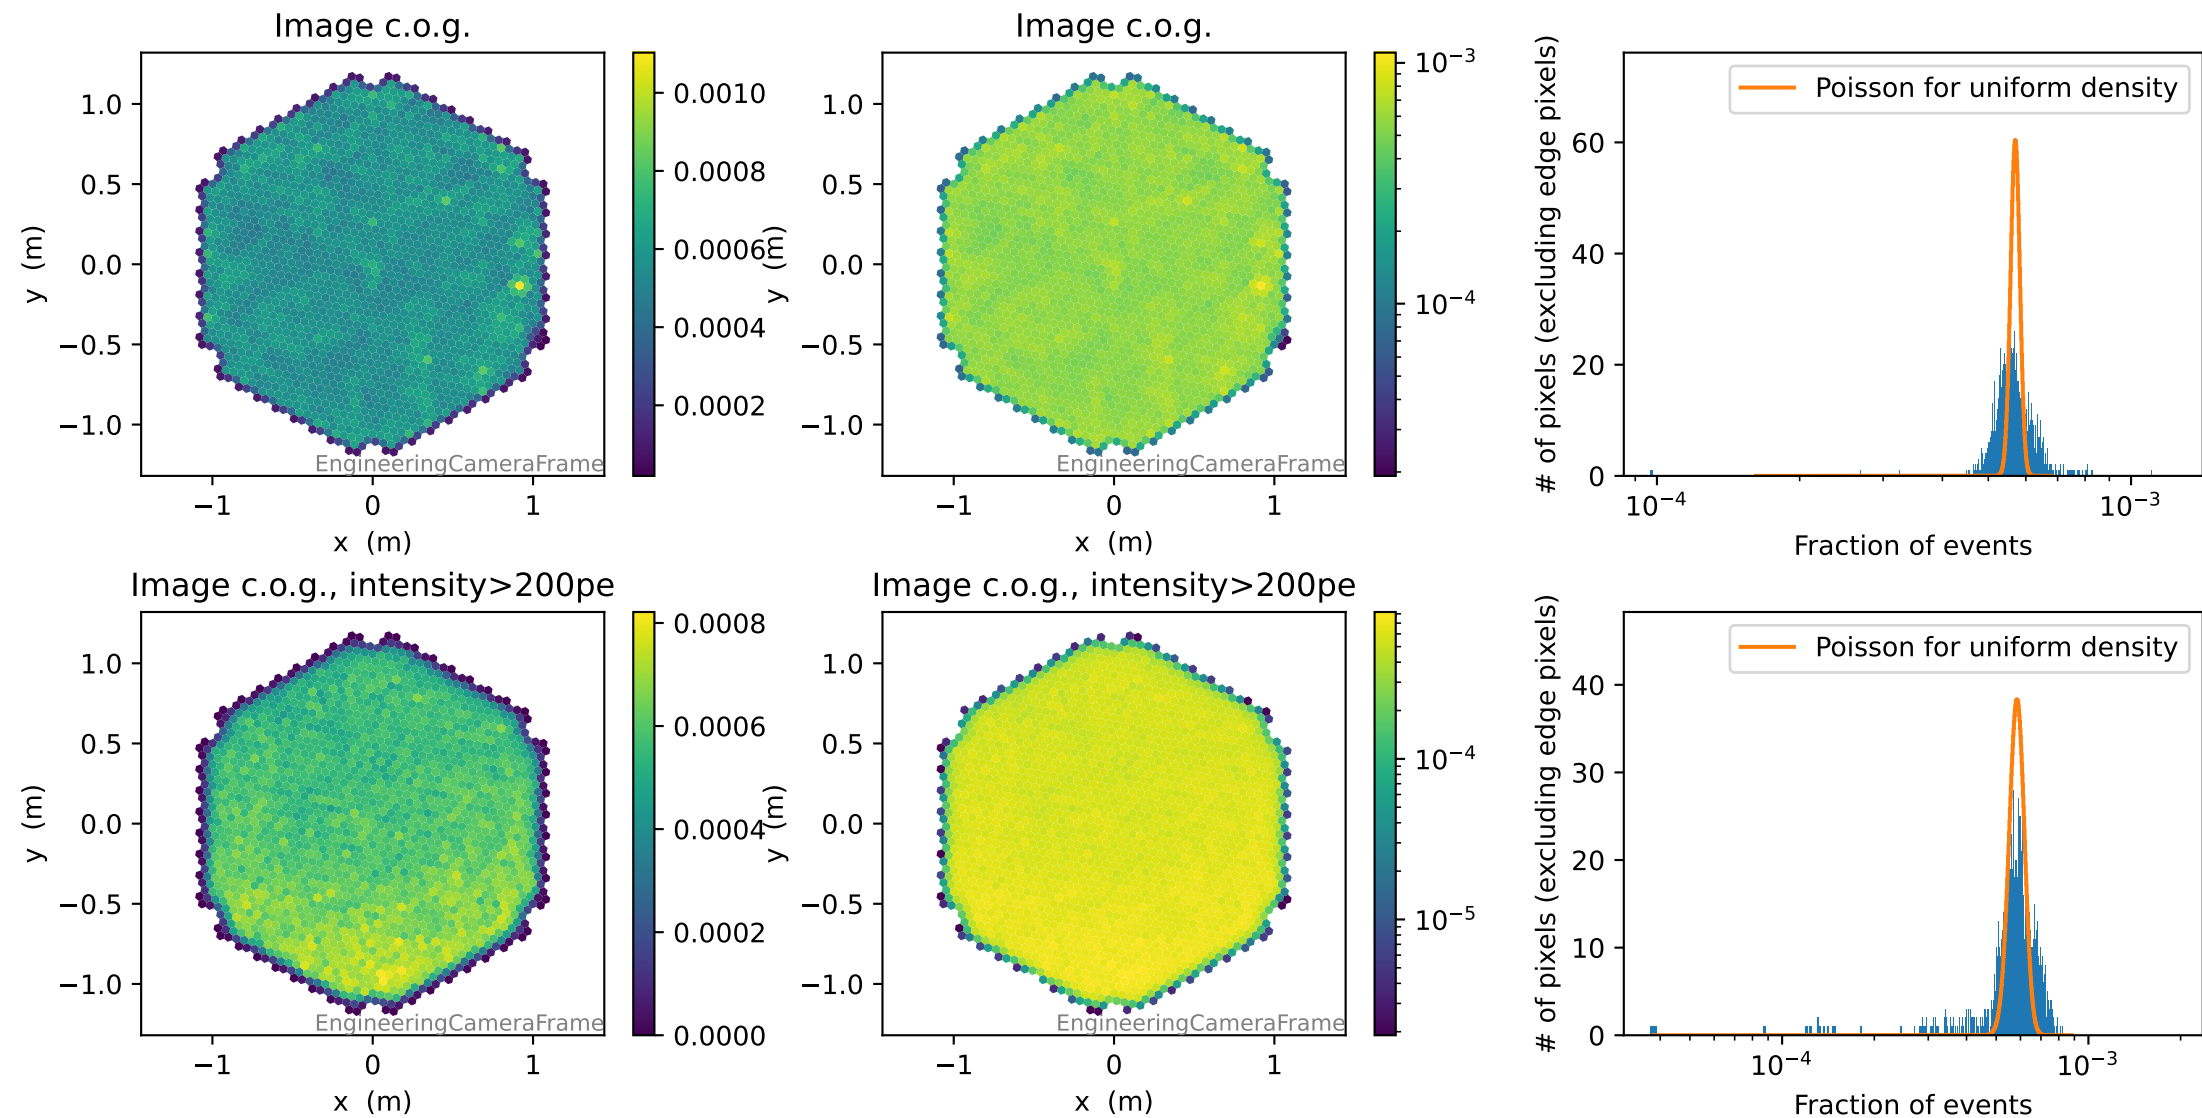 Image c.o.g.
1.0
0.5
0.0
−0.5
−1.0
y (m)
−1
0
1
x (m)
EngineeringCameraFrame
0.0010
0.0008
0.0006
0.0004
0.0002
Image c.o.g.
1.0
0.5
0.0
−0.5
−1.0
y (m)
−1
0
1
x (m)
EngineeringCameraFrame
10⁻³
10⁻⁴
Poisson for uniform density
60
40
20
0
# of pixels (excluding edge pixels)
10⁻⁴
10⁻³
Fraction of events
Image c.o.g., intensity>200pe
1.0
0.5
0.0
−0.5
−1.0
y (m)
−1
0
1
x (m)
EngineeringCameraFrame
0.0008
0.0006
0.0004
0.0002
0.0000
Image c.o.g., intensity>200pe
1.0
0.5
0.0
−0.5
−1.0
y (m)
−1
0
1
x (m)
EngineeringCameraFrame
10⁻⁴
10⁻⁵
Poisson for uniform density
40
30
20
10
0
# of pixels (excluding edge pixels)
10⁻⁴
10⁻³
Fraction of events